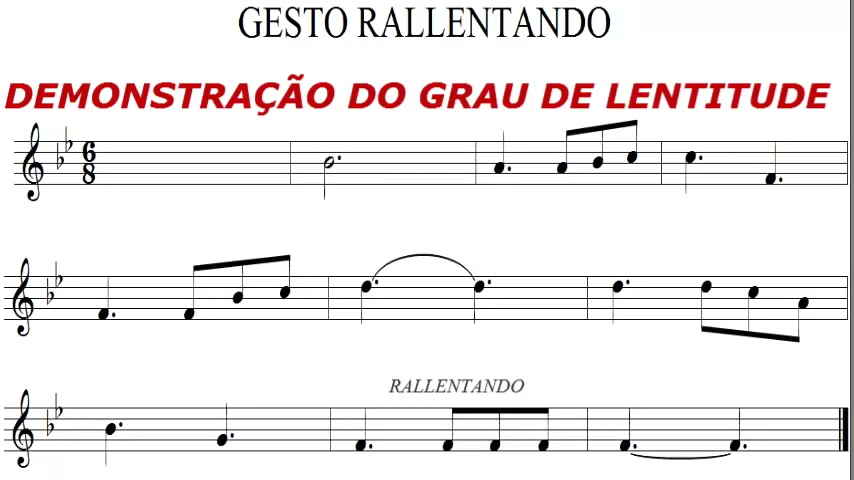 GESTO RALLENTANDO
DEMONSTRAÇÃO DO GRAU DE LENTITUDE
6
8
RALLENTANDO